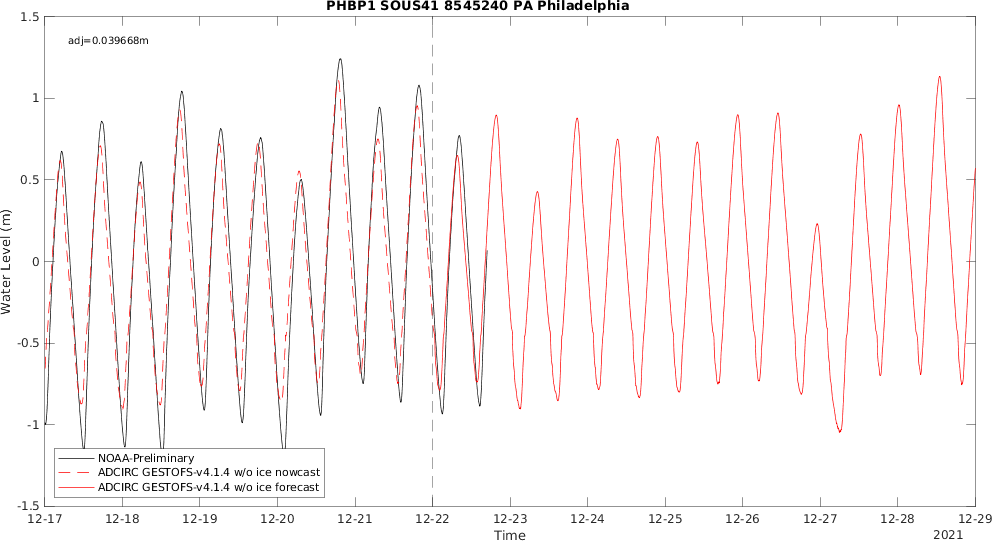 PHBP1 SOUS41 8545240 PA Philadelphia
adj=0.039668m
1.5
1
0.5
0
-0.5
-1
-1.5
Water Level (m)
NOAA-Preliminary
ADCIRC GESTOFS-v4.1.4 w/o ice nowcast
ADCIRC GESTOFS-v4.1.4 w/o ice forecast
12-17 12-18 12-19 12-20 12-21 12-22 12-23 12-24 12-25 12-26 12-27 12-28 12-29
Time
2021